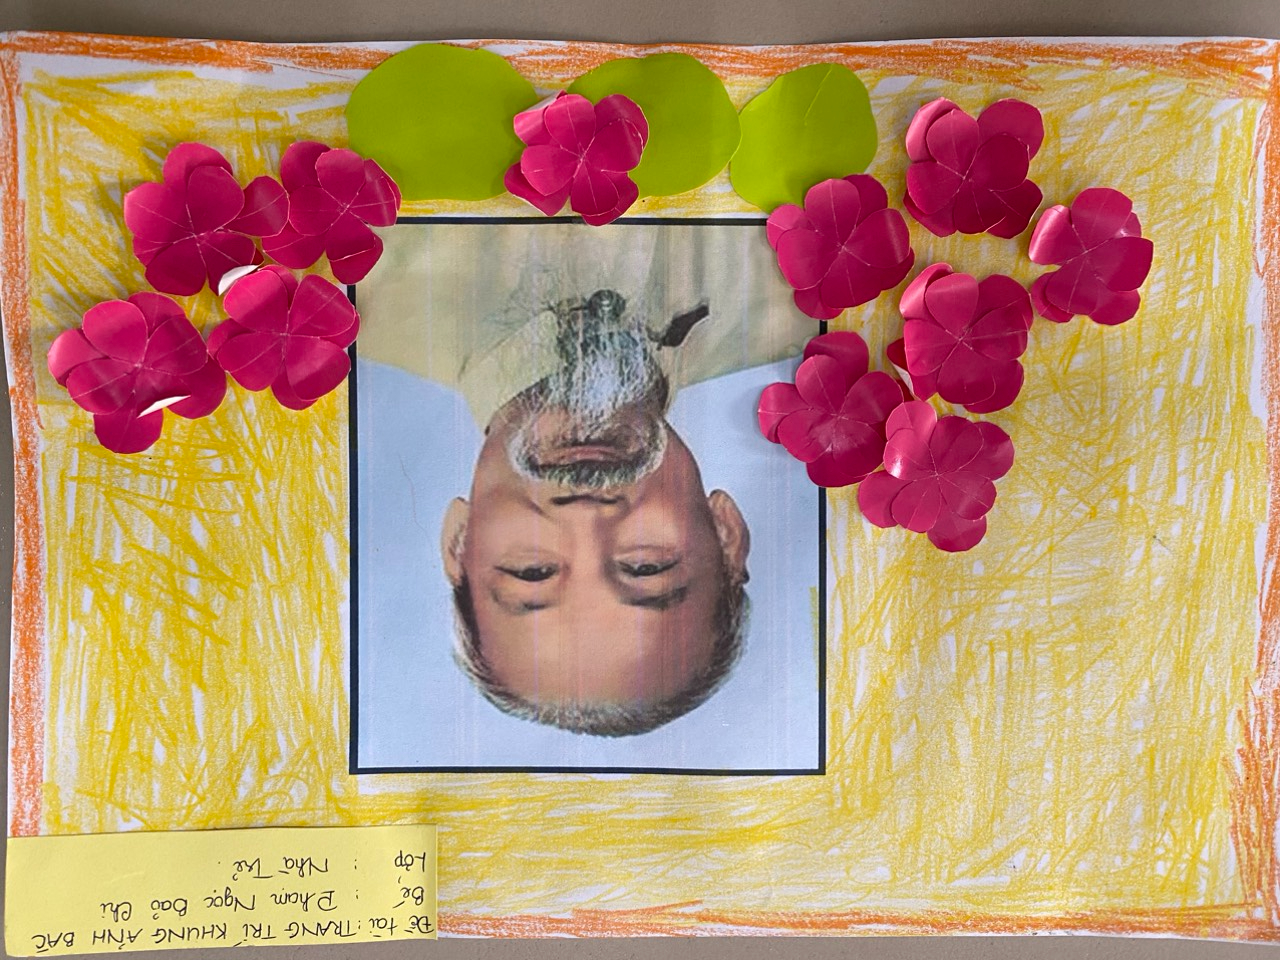 Đề tài: TRANG TRÍ KHUNG ẢNH BÁC
Bé : Phạm Ngọc Bảo Chi
Lớp : Nhà Trẻ.